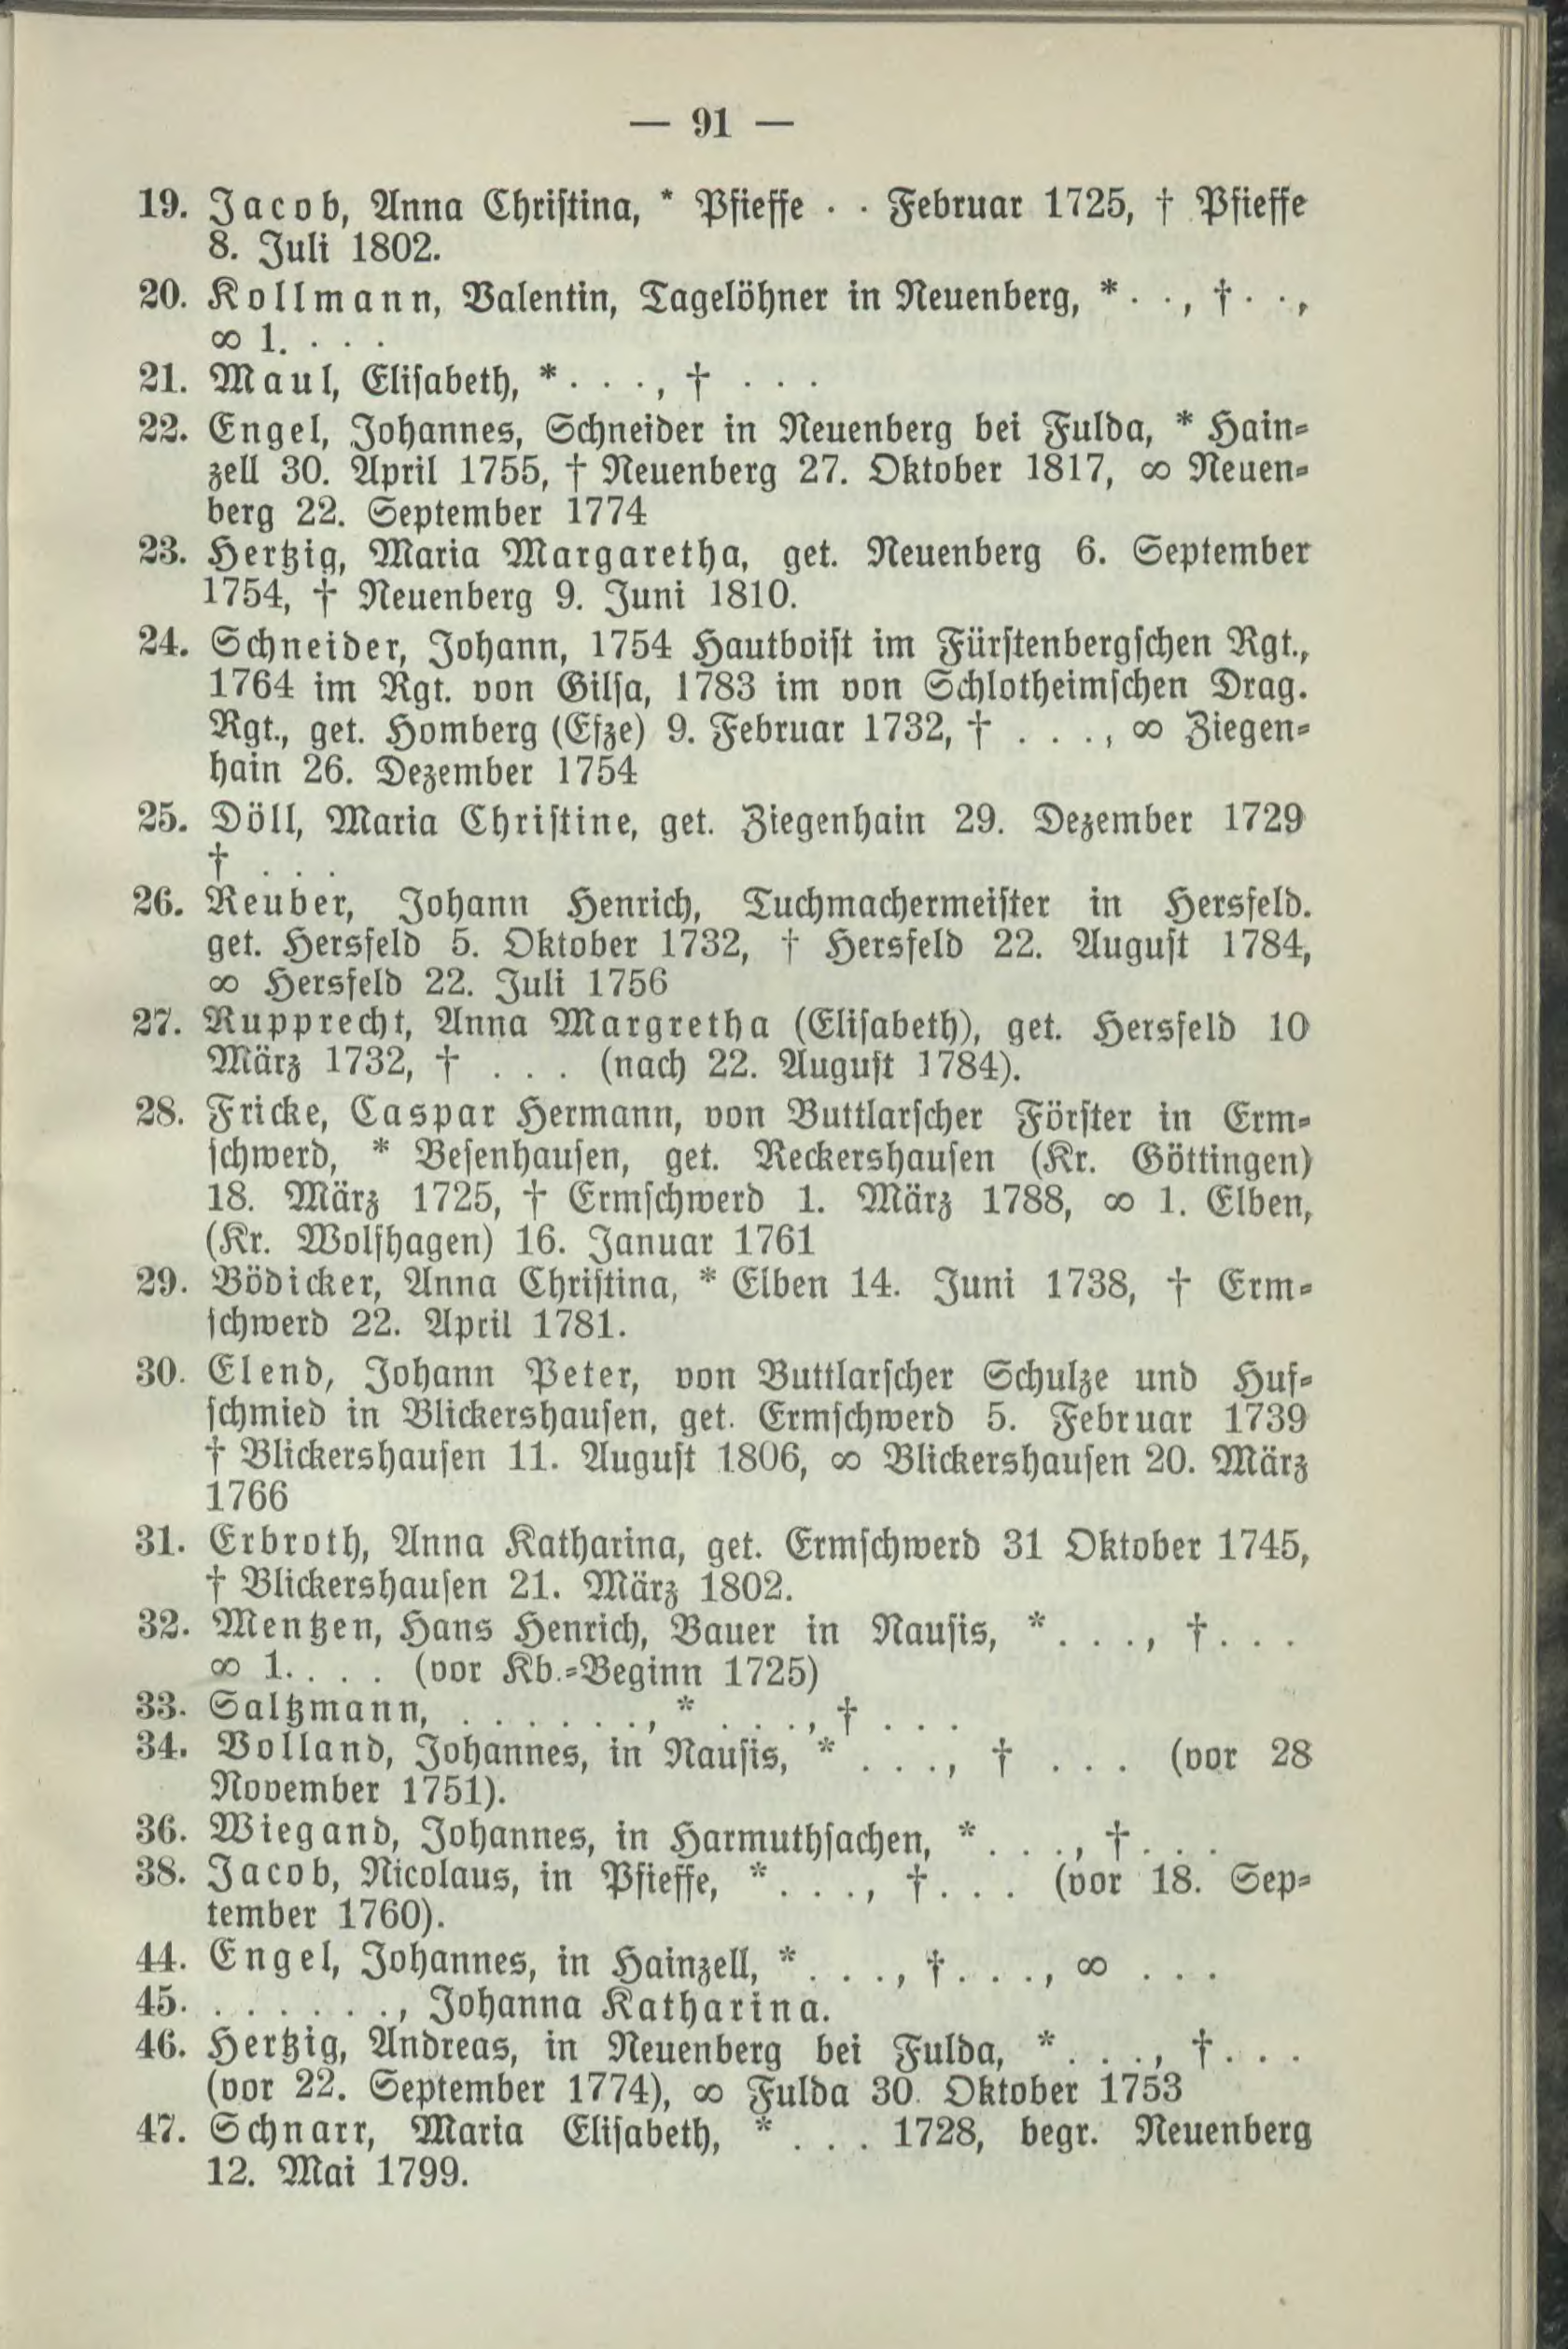 — 91 —
19. Jacob, Anna Christina, * Pfieffe . . Februar 1725, † Pfieffe
8. Juli 1802.
20. Kollmann, Valentin, Tagelöhner in Neuenberg, * . ., † . .,
∞ 1. . . .
21. Maul, Elisabeth, * . . ., † . . .
22. Engel, Johannes, Schneider in Neuenberg bei Fulda, * Hain-
zell 30. April 1755, † Neuenberg 27. Oktober 1817, ∞ Neuen-
berg 22. September 1774
23. Hertzig, Maria Margaretha, get. Neuenberg 6. September
1754, † Neuenberg 9. Juni 1810.
24. Schneider, Johann, 1754 Hautboist im Fürstenbergschen Rgt.,
1764 im Rgt. von Gilsa, 1783 im von Schlotheimschen Drag.
Rgt., get. Homberg (Efze) 9. Februar 1732, † . . ., ∞ Ziegen-
hain 26. Dezember 1754
25. Döll, Maria Christine, get. Ziegenhain 29. Dezember 1729
† . . .
26. Reuber, Johann Henrich, Tuchmachermeister in Hersfeld.
get. Hersfeld 5. Oktober 1732, † Hersfeld 22. August 1784,
∞ Hersfeld 22. Juli 1756
27. Rupprecht, Anna Margretha (Elisabeth), get. Hersfeld 10
März 1732, † . . . (nach 22. August 1784).
28. Fricke, Caspar Hermann, von Buttlarscher Förster in Erm-
schwerd, * Besenhausen, get. Reckershausen (Kr. Göttingen)
18. März 1725, † Ermschwerd 1. März 1788, ∞ 1. Elben,
(Kr. Wolfhagen) 16. Januar 1761
29. Bödicker, Anna Christina, * Elben 14. Juni 1738, † Erm-
schwerd 22. April 1781.
30. Elend, Johann Peter, von Buttlarscher Schulze und Huf-
schmied in Blickershausen, get. Ermschwerd 5. Februar 1739
† Blickershausen 11. August 1806, ∞ Blickershausen 20. März
1766
31. Erbroth, Anna Katharina, get. Ermschwerd 31 Oktober 1745,
† Blickershausen 21. März 1802.
32. Mentzen, Hans Henrich, Bauer in Nausis, * . . ., † . . .
∞ 1. . . . (vor Kb.-Beginn 1725)
33. Saltzmann, . . . . . ., * . . ., † . . .
34. Volland, Johannes, in Nausis, * . . ., † . . . (vor 28
November 1751).
36. Wiegand, Johannes, in Harmuthsachen, * . . ., † . . .
38. Jacob, Nicolaus, in Pfieffe, * . . ., † . . . (vor 18. Sep-
tember 1760).
44. Engel, Johannes, in Hainzell, * . . ., † . . ., ∞ . . .
45. . . . . . . ., Johanna Katharina.
46. Hertzig, Andreas, in Neuenberg bei Fulda, * . . ., † . . .
(vor 22. September 1774), ∞ Fulda 30. Oktober 1753
47. Schnarr, Maria Elisabeth, * . . . 1728, begr. Neuenberg
12. Mai 1799.